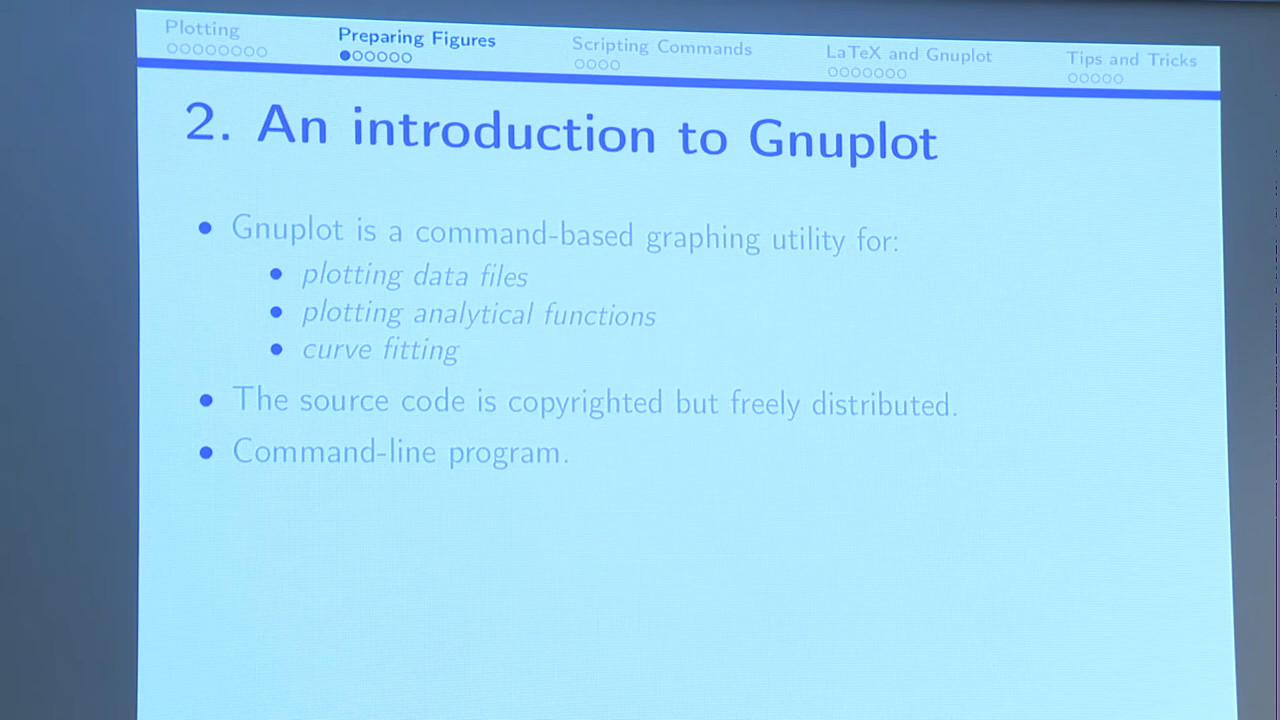 Plotting
Preparing Figures
Scripting Commands
LaTeX and Gnuplot
Tips and Tricks
2. An introduction to Gnuplot
• Gnuplot is a command-based graphing utility for:
• plotting data files
• plotting analytical functions
• curve fitting
• The source code is copyrighted but freely distributed.
• Command-line program.